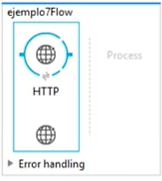 ejemplo7Flow
Process
HTTP
Error handling